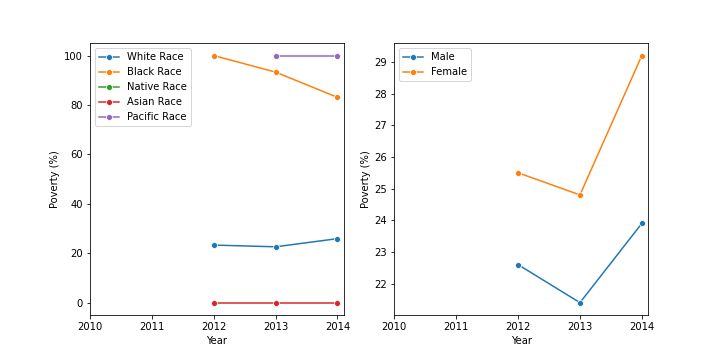 100
80
60
40
20
0
Poverty (%)
White Race
Black Race
Native Race
Asian Race
Pacific Race
2010 2011 2012 2013 2014
Year
29
28
27
26
25
24
23
22
Poverty (%)
Male
Female
2010 2011 2012 2013 2014
Year